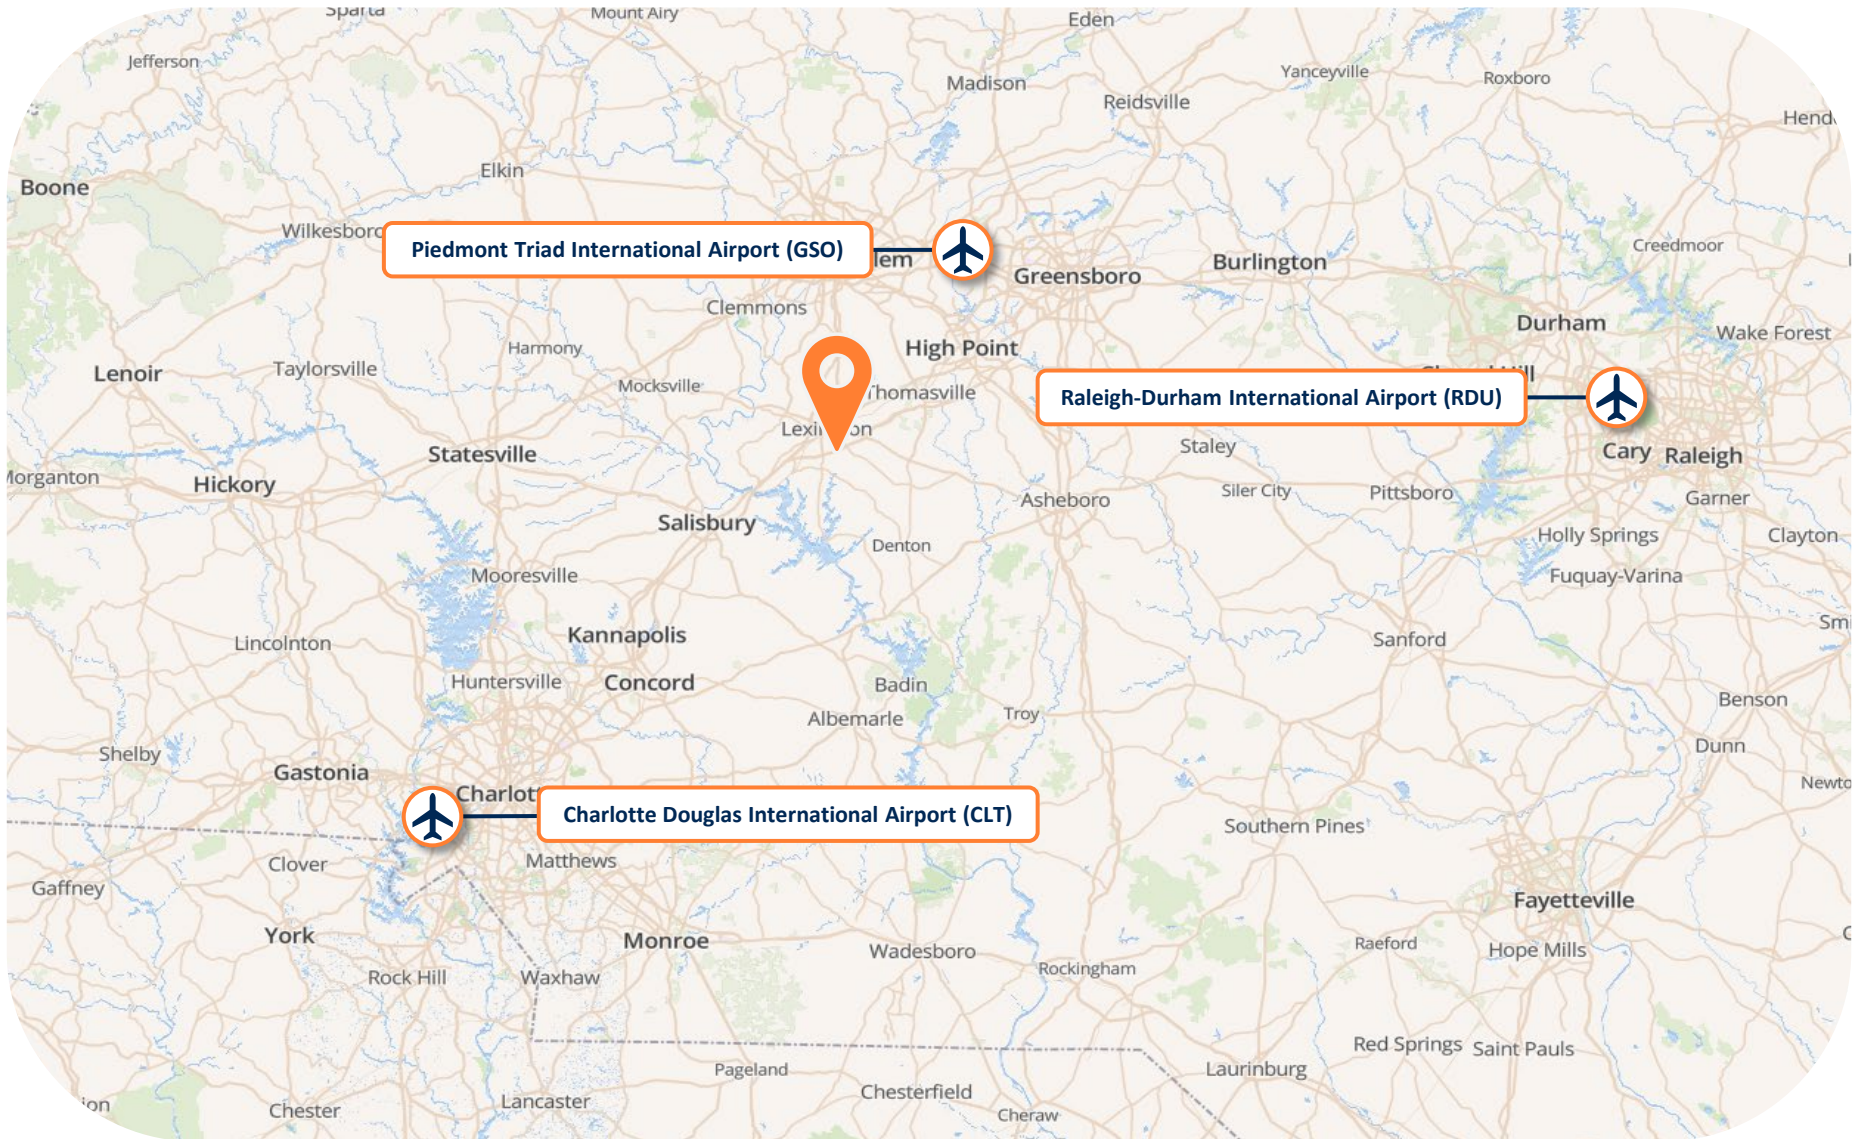 Sparta
Mount Airy
Eden
Jefferson
Madison
Yanceyville
Roxboro
Reidsville
Elkin
Boone
Wilkesboro
Piedmont Triad International Airport (GSO)
Creedmoor
Greensboro
Burlington
Clemmons
Durham
Wake Forest
High Point
Harmony
Taylorsville
Lenoir
Mocksville
Thomasville
Raleigh-Durham International Airport (RDU)
Staley
Statesville
Cary
Raleigh
Morganton
Hickory
Asheboro
Siler City
Pittsboro
Garner
Salisbury
Denton
Holly Springs
Clayton
Mooresville
Fuquay-Varina
Lincolnton
Kannapolis
Sanford
Huntersville
Concord
Badin
Benson
Albemarle
Troy
Shelby
Dunn
Gastonia
Charlot
Charlotte Douglas International Airport (CLT)
Southern Pines
Clover
Matthews
Gaffney
Fayetteville
York
Monroe
Wadesboro
Raeford
Hope Mills
Rockingham
Rock Hill
Waxhaw
Red Springs
Saint Pauls
Pageland
Laurinburg
Chesterfield
Lancaster
Chester
Cheraw